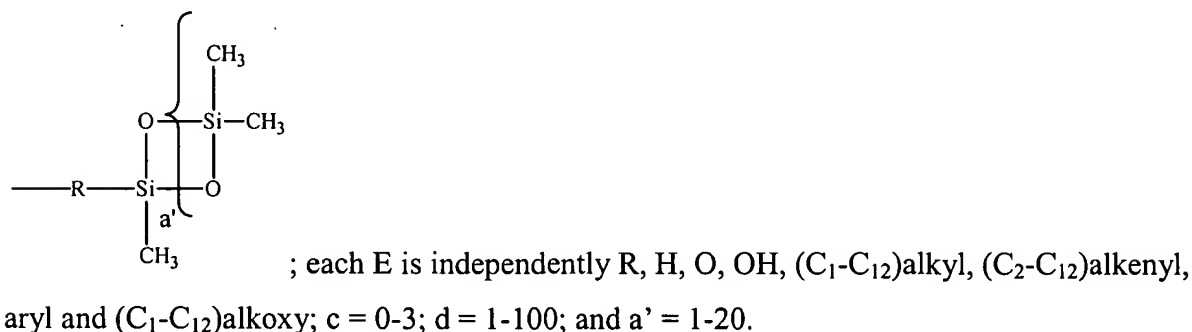 CH₃
O—Si—CH₃
—R—Si—O
a'
CH₃
; each E is independently R, H, O, OH, (C₁-C₁₂)alkyl, (C₂-C₁₂)alkenyl,
aryl and (C₁-C₁₂)alkoxy; c = 0-3; d = 1-100; and a’ = 1-20.